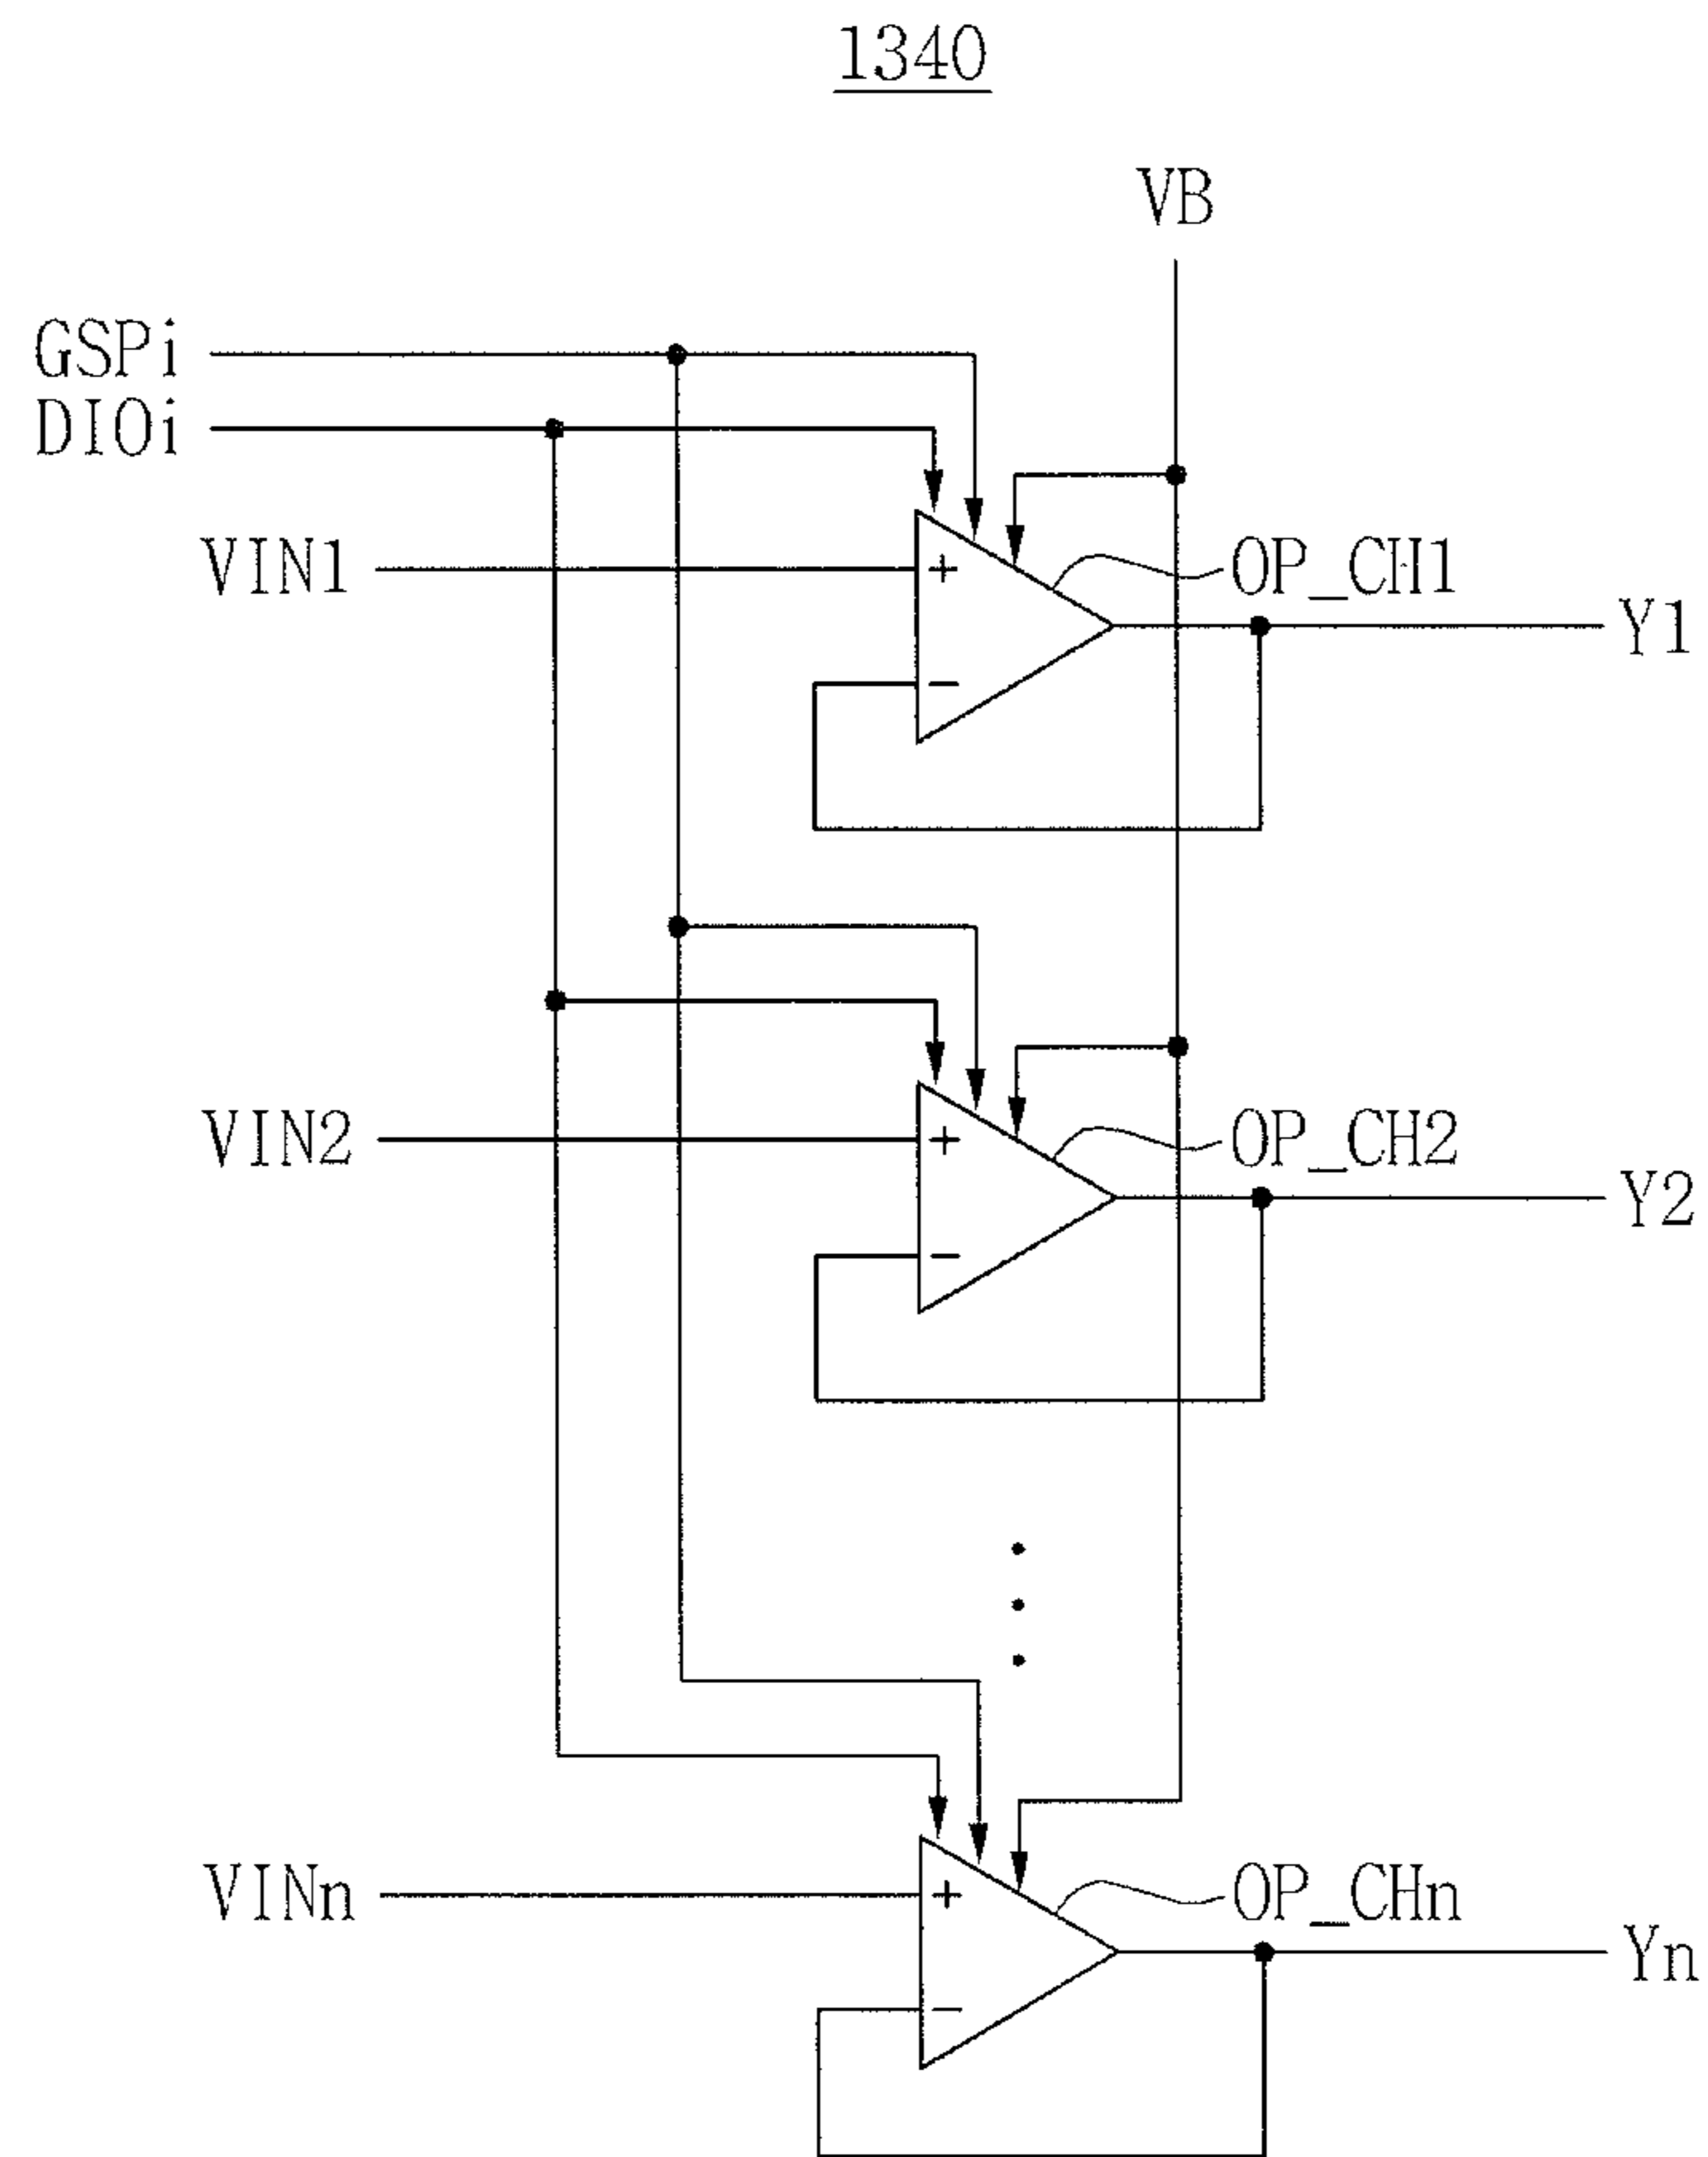 1340
VB
GSPi
DIOi
VIN1
+
OP_CH1
Y1
−
VIN2
+
OP_CH2
Y2
−
VINn
+
OP_CHn
Yn
−